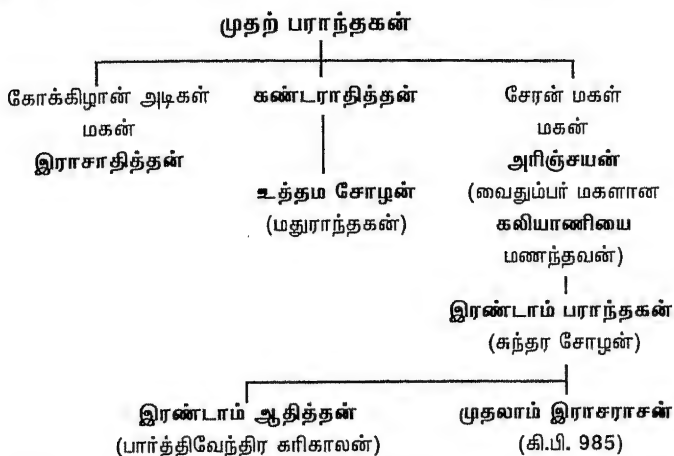 முதற் பராந்தகன்
கோக்கிழான் அடிகள் கண்டராதித்தன் சேரன் மகள்
மகன் மகன்
இராசாதித்தன் அரிஞ்சயன்
உத்தம சோழன் (வைதும்பர் மகளான
(மதுராந்தகன்) கலியாணியை
மணந்தவன்)
இரண்டாம் பராந்தகன்
(சுந்தர சோழன்)
இரண்டாம் ஆதித்தன் முதலாம் இராசராசன்
(பார்த்திவேந்திர கரிகாலன்) (கி.பி. 985)